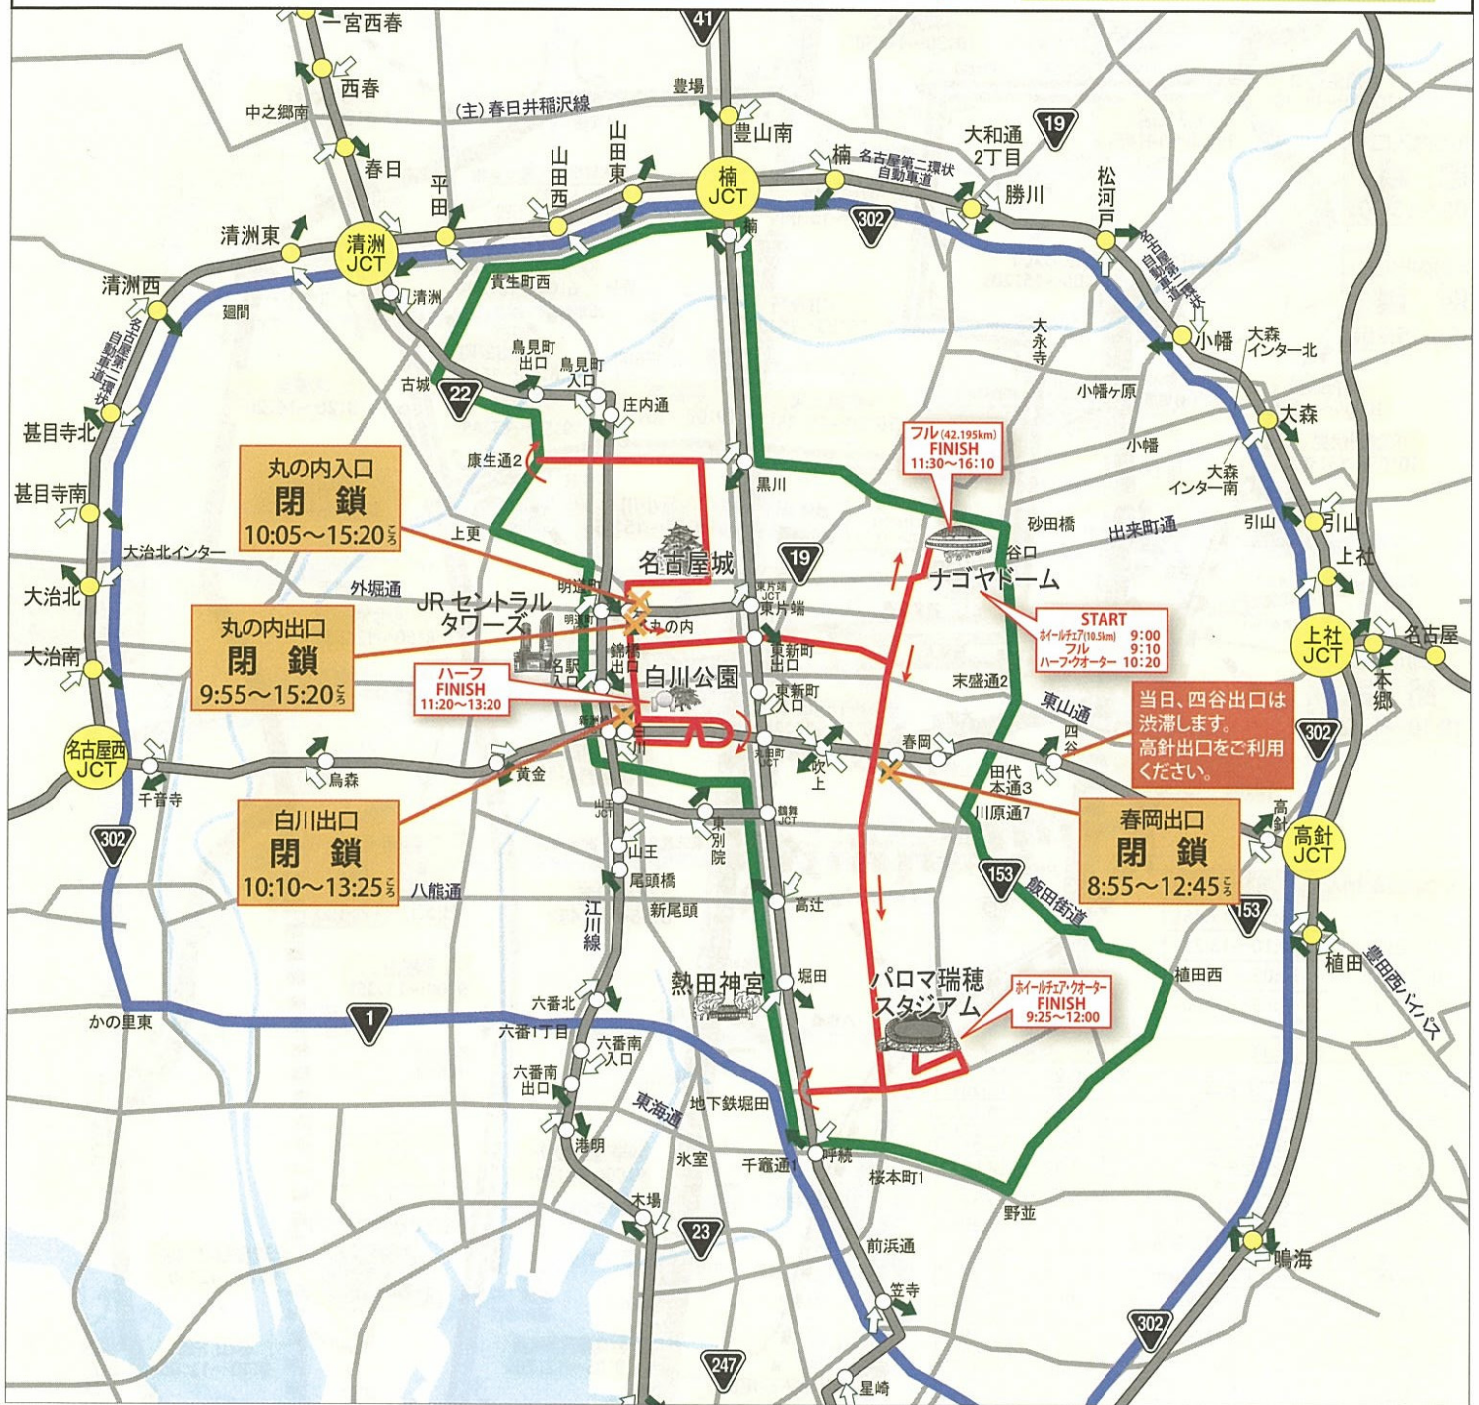 一宮西春
41
西春
中之郷南
(主)春日井稲沢線
豊場
豊山南
19
大和通
2丁目
春日
平田
山田西
山田東
楠
JCT
楠
名古屋第二環状
自動車道
勝川
松河戸
302
清洲東
清洲
JCT
楠
名古屋第二環状
自動車道
清洲西
清洲
廻間
貴生町西
名古屋第二環状
自動車道
大永寺
小幡
大森
インター北
鳥見町
出口
鳥見町
入口
古城
22
庄内通
小幡ヶ原
甚目寺北
大森
フル(42.195km)
FINISH
11:30〜16:10
小幡
丸の内入口
閉鎖
10:05〜15:20ごろ
康生通2
黒川
大森
インター南
甚目寺南
上更
砂田橋
出来町通
引山
引山
大治北インター
名古屋城
19
谷口
上社
ナゴヤドーム
外堀通
明道町
東片端
JCT
大治北
JRセントラル
タワーズ
明道町
東片端
丸の内出口
閉鎖
9:55〜15:20ごろ
丸の内
START
ホイールチェア(10.5km) 9:00
フル 9:10
ハーフ・クオーター 10:20
上社
JCT
名古屋
大治南
錦橋
出口
東新町
出口
名駅
入口
白川公園
ハーフ
FINISH
11:20〜13:20
末盛通2
本郷
東新町
入口
東山通
当日、四谷出口は
渋滞します。
高針出口をご利用
ください。
302
名古屋西
JCT
新洲崎
白川
丸田町
JCT
春岡
四谷
千音寺
烏森
黄金
吹上
田代
本通3
山王
JCT
鶴舞
JCT
川原通7
高針
302
白川出口
閉鎖
10:10〜13:25ごろ
東別院
春岡出口
閉鎖
8:55〜12:45ごろ
高針
JCT
山王
尾頭橋
153
八熊通
新尾頭
高辻
飯田街道
153
江川線
植田
熱田神宮
堀田
パロマ瑞穂
スタジアム
植田西
豊田西バイパス
ホイールチェア・クオーター
FINISH
9:25〜12:00
かの里東
1
六番北
六番1丁目
六番南
入口
六番南
出口
東海通
地下鉄堀田
港明
氷室
千竈通1
呼続
桜本町1
木場
野並
23
前浜通
鳴海
笠寺
302
247
星崎